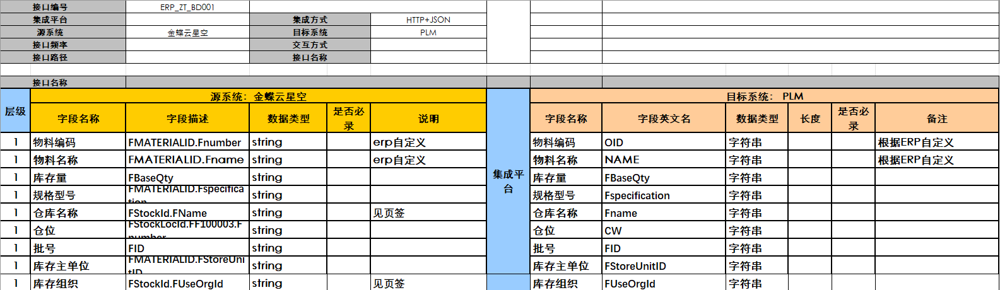 接口编号 ERP_ZT_BD001
集成平台 集成方式 HTTP+JSON
源系统 金蝶云星空 目标系统 PLM
接口频率 交互方式
接口路径 接口名称
接口名称
层级 源系统：金蝶云星空 集成平台 目标系统： PLM
字段名称 字段描述 数据类型 是否必录 说明 字段名称 字段英文名 数据类型 长度 是否必录 备注
1 物料编码 FMATERIALID.Fnumber string erp自定义 物料编码 OID 字符串 根据ERP自定义
1 物料名称 FMATERIALID.Fname string erp自定义 物料名称 NAME 字符串 根据ERP自定义
1 库存量 FBaseQty string 库存量 FBaseQty 字符串
1 规格型号 FMATERIALID.Fspecification string 规格型号 Fspecification 字符串
1 仓库名称 FStockId.FName string 见页签 仓库名称 Fname 字符串
1 仓位 FStockLocId.FF100003.Fnumber string 仓位 CW 字符串
1 批号 FID string 批号 FID 字符串
1 库存主单位 FMATERIALID.FStoreUnitID string 库存主单位 FStoreUnitID 字符串
1 库存组织 FStockId.FUseOrgId string 见页签 库存组织 FUseOrgId 字符串